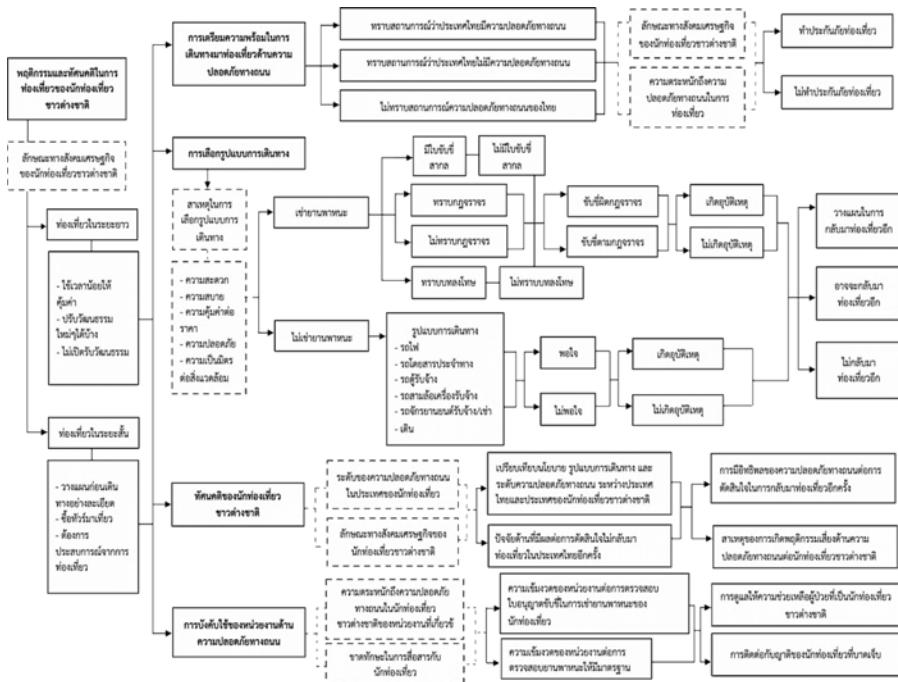 พฤติกรรมและทัศนคติในการ
ท่องเที่ยวของนักท่องเที่ยว
ชาวต่างชาติ
ลักษณะทางสังคมเศรษฐกิจ
ของนักท่องเที่ยวชาวต่างชาติ
ท่องเที่ยวในระยะยาว
- ใช้เวลาน้อยให้
คุ้มค่า
- ปรับวัฒนธรรม
ใหม่ๆได้บ้าง
- ไม่เปิดรับวัฒนธรรม
ท่องเที่ยวในระยะสั้น
- วางแผนก่อนเดิน
ทางอย่างละเอียด
- ซื้อทัวร์มาเที่ยว
- ต้องการ
ประสบการณ์จากการ
ท่องเที่ยว
การเตรียมความพร้อมในการ
เดินทางมาท่องเที่ยวด้านความ
ปลอดภัยทางถนน
ทราบสถานการณ์ว่าประเทศไทยมีความปลอดภัยทางถนน
ทราบสถานการณ์ว่าประเทศไทยไม่มีความปลอดภัยทางถนน
ไม่ทราบสถานการณ์ความปลอดภัยทางถนนของไทย
ลักษณะทางสังคมเศรษฐกิจ
ของนักท่องเที่ยวชาวต่างชาติ
ความตระหนักถึงความ
ปลอดภัยทางถนนในการ
ท่องเที่ยว
ทำประกันภัยท่องเที่ยว
ไม่ทำประกันภัยท่องเที่ยว
การเลือกรูปแบบการเดินทาง
สาเหตุในการ
เลือกรูปแบบการ
เดินทาง
- ความสะดวก
- ความสบาย
- ความคุ้มค่าต่อ
ราคา
- ความปลอดภัย
- ความเป็นมิตร
ต่อสิ่งแวดล้อม
เช่ายานพาหนะ
มีใบขับขี่
สากล
ไม่มีใบขับขี่
สากล
ทราบกฎจราจร
ไม่ทราบกฎจราจร
ทราบบทลงโทษ
ไม่ทราบบทลงโทษ
ขับขี่ผิดกฎจราจร
ขับขี่ตามกฎจราจร
เกิดอุบัติเหตุ
ไม่เกิดอุบัติเหตุ
ไม่เช่ายานพาหนะ
รูปแบบการเดินทาง
- รถไฟ
- รถโดยสารประจำทาง
- รถตู้รับจ้าง
- รถสามล้อเครื่องรับจ้าง
- รถจักรยานยนต์รับจ้าง/เช่า
- เดิน
พอใจ
ไม่พอใจ
เกิดอุบัติเหตุ
ไม่เกิดอุบัติเหตุ
วางแผนในการ
กลับมาท่องเที่ยวอีก
อาจจะกลับมา
ท่องเที่ยวอีก
ไม่กลับมา
ท่องเที่ยวอีก
ทัศนคติของนักท่องเที่ยว
ชาวต่างชาติ
ระดับของความปลอดภัยทางถนน
ในประเทศของนักท่องเที่ยว
ลักษณะทางสังคมเศรษฐกิจของ
นักท่องเที่ยวชาวต่างชาติ
เปรียบเทียบนโยบาย รูปแบบการเดินทาง และ
ระดับความปลอดภัยทางถนน ระหว่างประเทศ
ไทยและประเทศของนักท่องเที่ยวชาวต่างชาติ
ปัจจัยด้านที่มีผลต่อการตัดสินใจไม่กลับมา
ท่องเที่ยวในประเทศไทยอีกครั้ง
การมีอิทธิพลของความปลอดภัยทางถนนต่อการ
ตัดสินใจในการกลับมาท่องเที่ยวอีกครั้ง
สาเหตุของการเกิดพฤติกรรมเสี่ยงด้านความ
ปลอดภัยทางถนนต่อนักท่องเที่ยวชาวต่างชาติ
การบังคับใช้ของหน่วยงานด้าน
ความปลอดภัยทางถนน
ความตระหนักถึงความปลอดภัย
ทางถนนในนักท่องเที่ยว
ชาวต่างชาติของหน่วยงานที่เกี่ยวข้
ขาดทักษะในการสื่อสารกับ
นักท่องเที่ยว
ความเข้มงวดของหน่วยงานต่อการตรวจสอบ
ใบอนุญาตขับขี่ในการเช่ายานพาหนะของ
นักท่องเที่ยว
ความเข้มงวดของหน่วยงานต่อการ
ตรวจสอบยานพาหนะให้มีมาตรฐาน
การดูแลให้ความช่วยเหลือผู้ป่วยที่เป็นนักท่องเที่ยว
ชาวต่างชาติ
การติดต่อกับญาติของนักท่องเที่ยวที่บาดเจ็บ